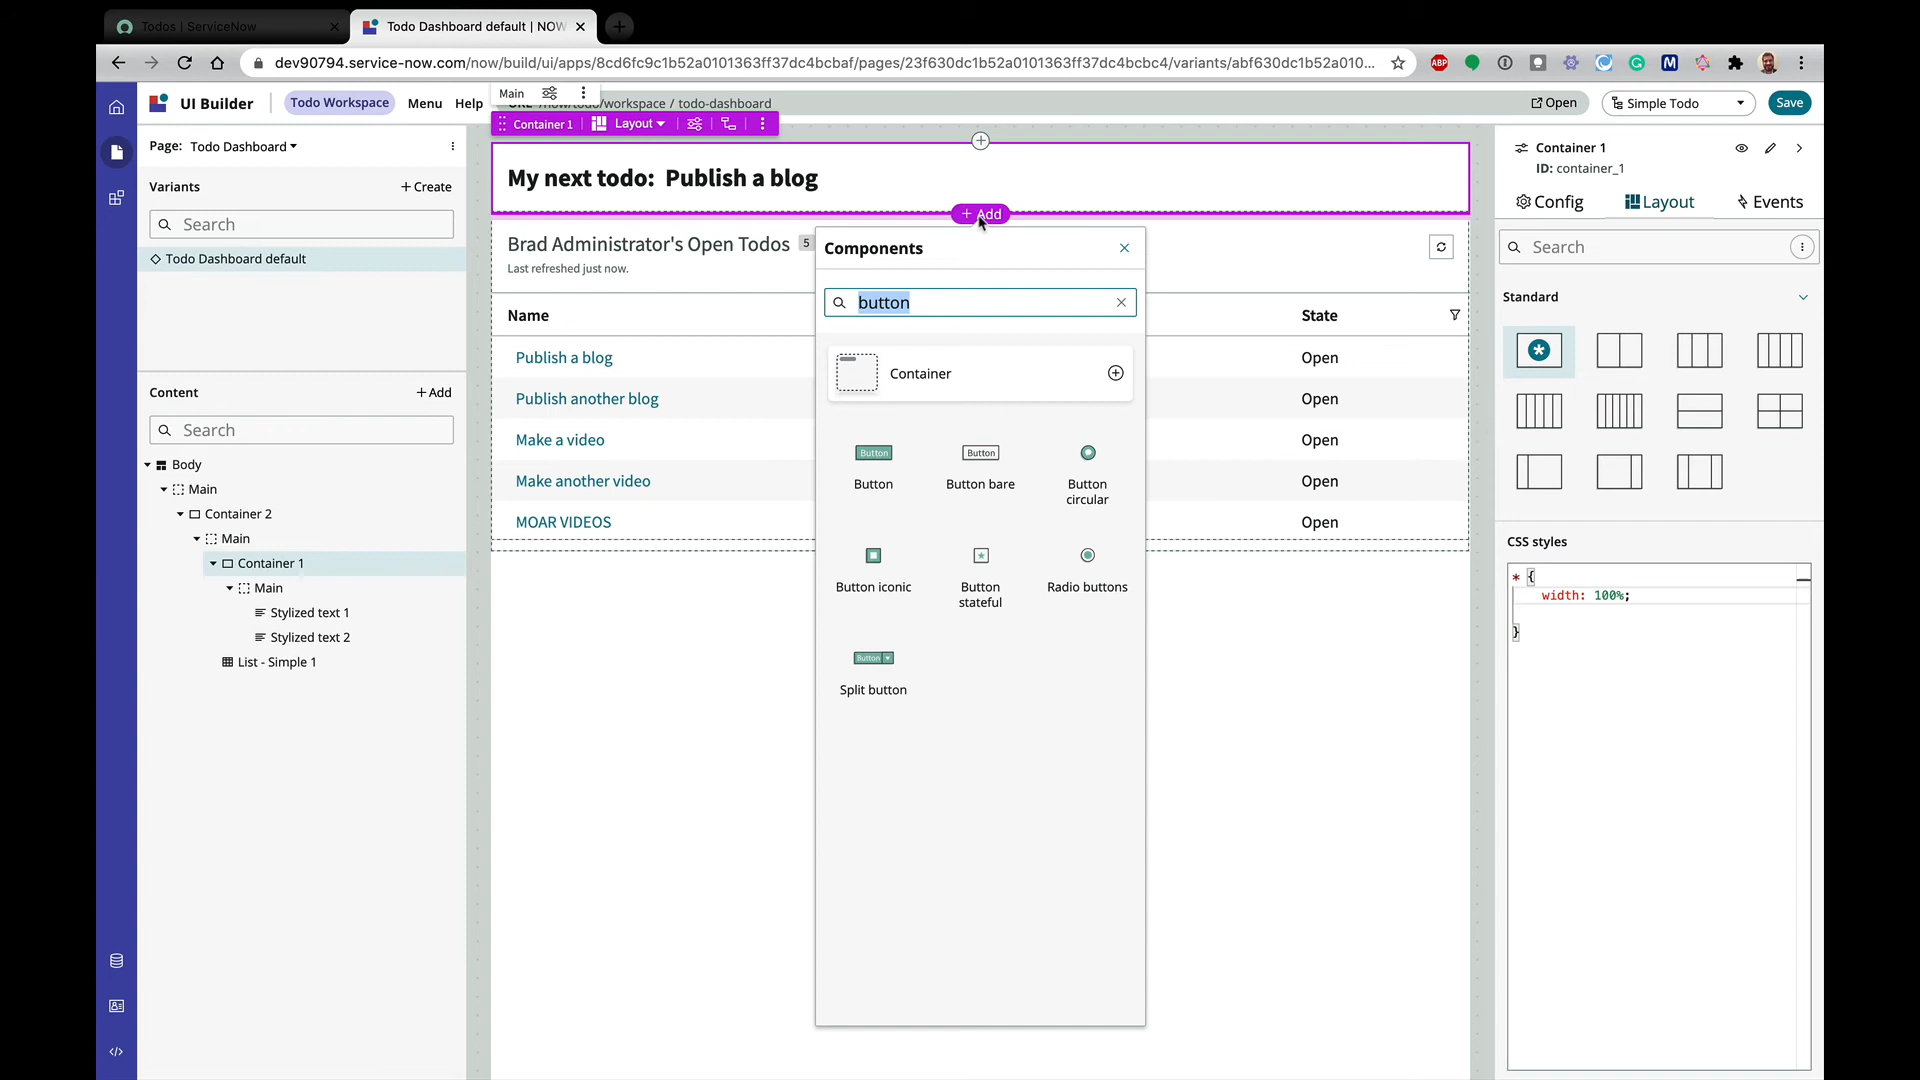 Todos | ServiceNow
Todo Dashboard default | NOW
dev90794.service-now.com/now/build/ui/apps/8cd6fc9c1b52a0101363ff37dc4bcbaf/pages/23f630dc1b52a0101363ff37dc4bcbc4/variants/abf630dc1b52a010...
ABP
UI Builder
Todo Workspace
Menu
Help
Main
/now/todo/workspace / todo-dashboard
Open
Simple Todo
Save
Container 1
Layout
Page: Todo Dashboard
Variants
+ Create
Search
Todo Dashboard default
Content
+ Add
Search
Body
Main
Container 2
Main
Container 1
Main
Stylized text 1
Stylized text 2
List - Simple 1
My next todo: Publish a blog
+ Add
Brad Administrator's Open Todos 5
Last refreshed just now.
Name
State
Publish a blog
Open
Publish another blog
Open
Make a video
Open
Make another video
Open
MOAR VIDEOS
Open
Components
button
Container
Button
Button
Button
Button bare
Button
circular
Button iconic
Button
stateful
Radio buttons
Button
Split button
Container 1
ID: container_1
Config
Layout
Events
Search
Standard
CSS styles
* {
width: 100%;
}